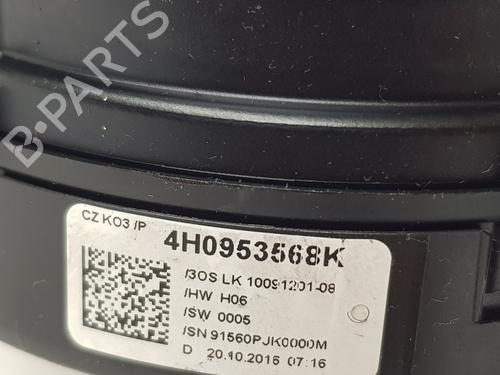 B-PARTS
CZ KO3 /P
4H0953568K
/3OS LK 10091201-08
/HW H06
/SW 0005
/SN 91560PJK0000M
D 20.10.2016 07:16